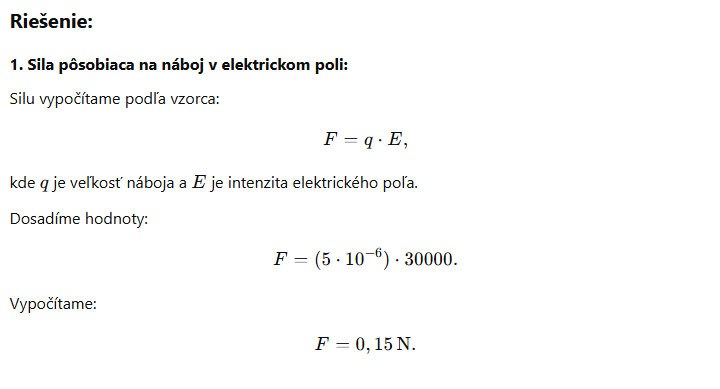 Riešenie:
1. Sila pôsobiaca na náboj v elektrickom poli:
Silu vypočítame podľa vzorca:
F = q · E,
kde q je veľkosť náboja a E je intenzita elektrického poľa.
Dosadíme hodnoty:
F = (5 · 10⁻⁶) · 30000.
Vypočítame:
F = 0, 15 N.